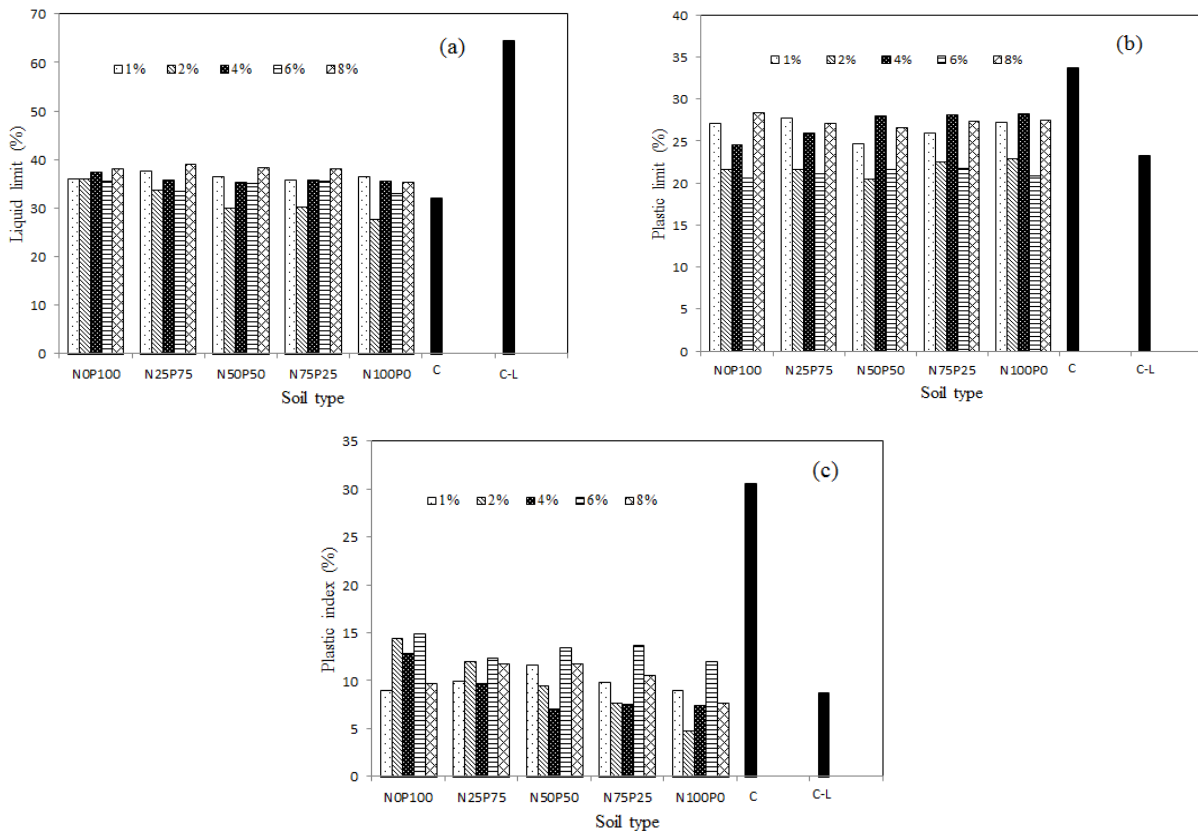 (a)
1% 2% 4% 6% 8%
70
60
50
40
30
20
10
0
Liquid limit (%)
N0P100 N25P75 N50P50 N75P25 N100P0 C C-L
Soil type
(b)
1% 2% 4% 6% 8%
40
35
30
25
20
15
10
5
0
Plastic limit (%)
N0P100 N25P75 N50P50 N75P25 N100P0 C C-L
Soil type
(c)
1% 2% 4% 6% 8%
35
30
25
20
15
10
5
0
Plastic index (%)
N0P100 N25P75 N50P50 N75P25 N100P0 C C-L
Soil type